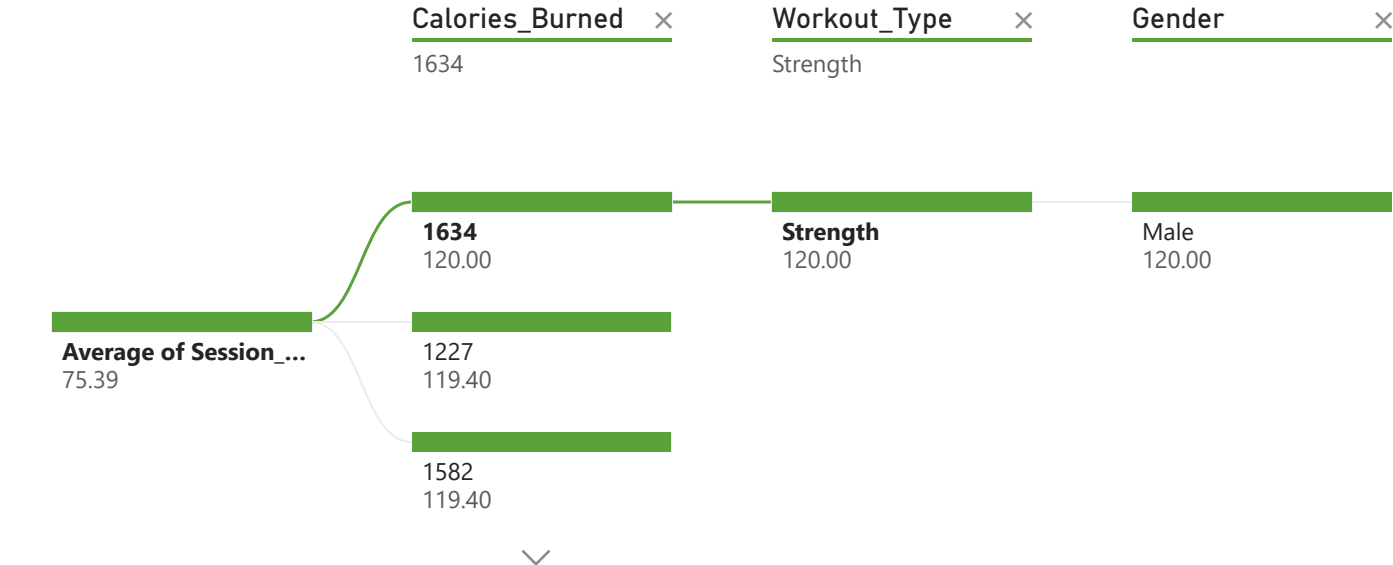 Calories_Burned ×
Workout_Type ×
Gender ×
1634
Strength
1634
120.00
Strength
120.00
Male
120.00
Average of Session_...
75.39
1227
119.40
1582
119.40